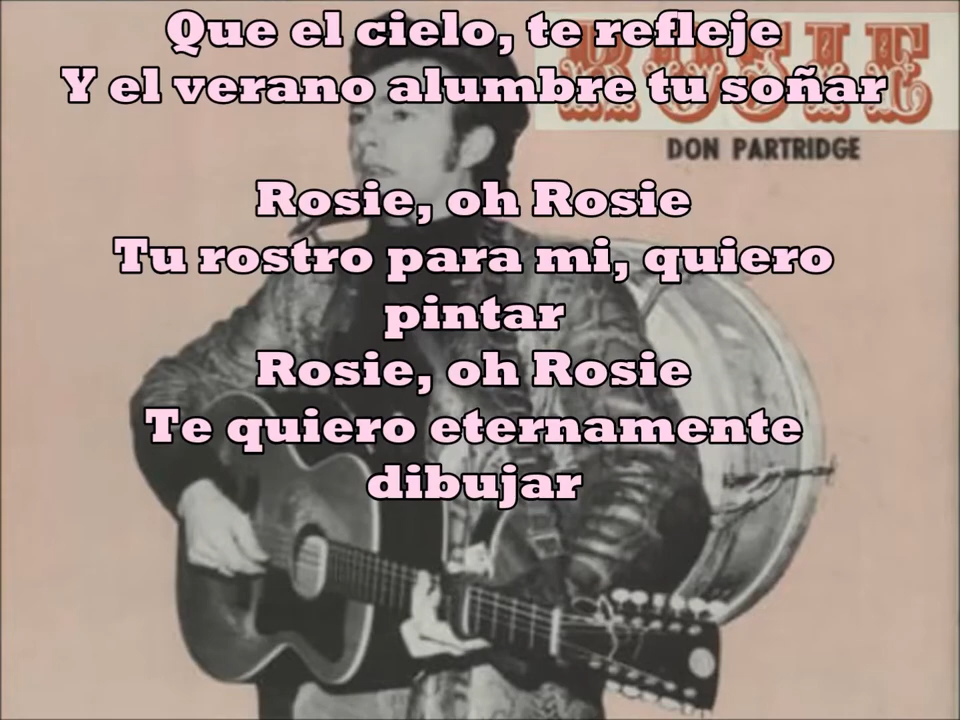 Que el cielo, te refleje
Y el verano alumbre tu soñar
ROSIE
DON PARTRIDGE
Rosie, oh Rosie
Tu rostro para mi, quiero
pintar
Rosie, oh Rosie
Te quiero eternamente
dibujar